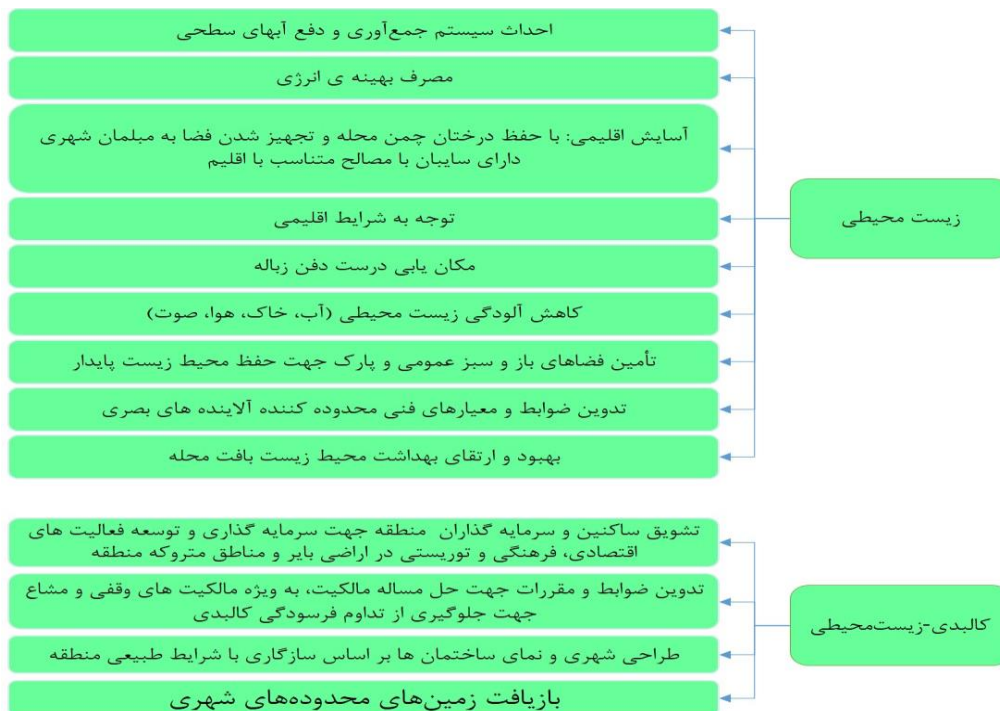 زیست محیطی
احداث سیستم جمع‌آوری و دفع آبهای سطحی
مصرف بهینه ی انرژی
آسایش اقلیمی: با حفظ درختان چمن محله و تجهیز شدن فضا به مبلمان شهری
دارای سایبان با مصالح متناسب با اقلیم
توجه به شرایط اقلیمی
مکان یابی درست دفن زباله
کاهش آلودگی زیست محیطی (آب، خاک، هوا، صوت)
تأمین فضاهای باز و سبز عمومی و پارک جهت حفظ محیط زیست پایدار
تدوین ضوابط و معیارهای فنی محدوده کننده آلاینده های بصری
بهبود و ارتقای بهداشت محیط زیست بافت محله
کالبدی-زیست‌محیطی
تشویق ساکنین و سرمایه گذاران منطقه جهت سرمایه گذاری و توسعه فعالیت های
اقتصادی، فرهنگی و توریستی در اراضی بایر و مناطق متروکه منطقه
تدوین ضوابط و مقررات جهت حل مساله مالکیت، به ویژه مالکیت های وقفی و مشاع
جهت جلوگیری از تداوم فرسودگی کالبدی
طراحی شهری و نمای ساختمان ها بر اساس سازگاری با شرایط طبیعی منطقه
بازیافت زمین‌های محدوده‌های شهری